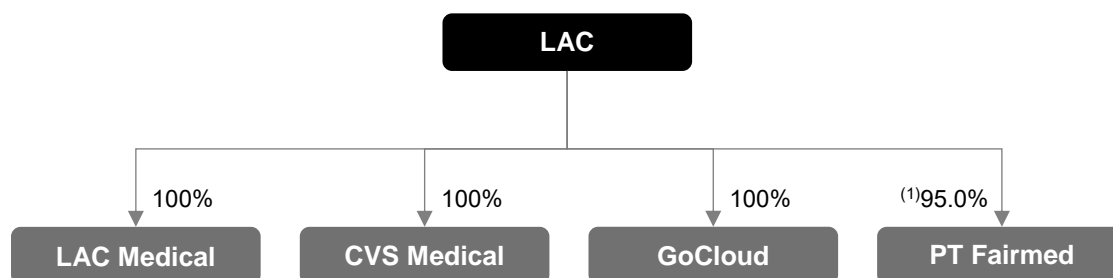 LAC
100%
100%
100%
(1)95.0%
LAC Medical
CVS Medical
GoCloud
PT Fairmed